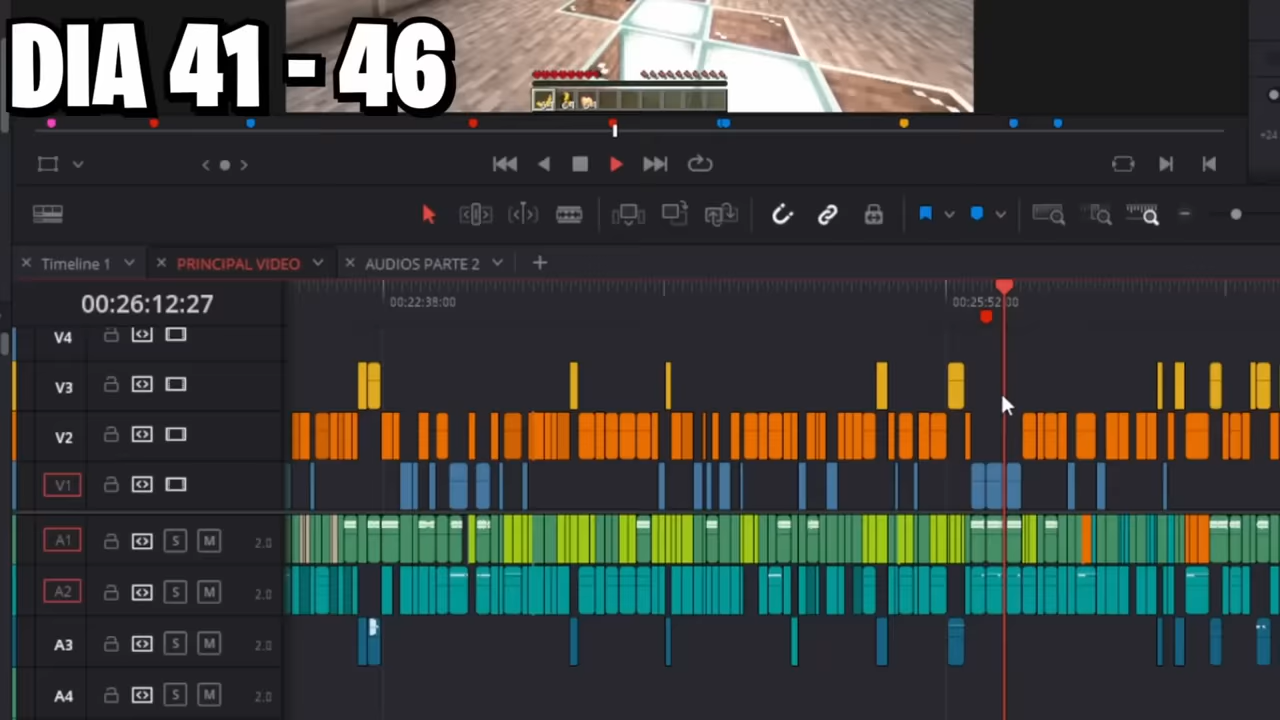 DIA 41 - 46
Timeline 1
PRINCIPAL VIDEO
AUDIOS PARTE 2
00:26:12:27
00:22:38:00
00:25:52:00
V4
V3
V2
V1
A1 S M 2.0
A2 S M 2.0
A3 S M 2.0
A4 S M 2.0